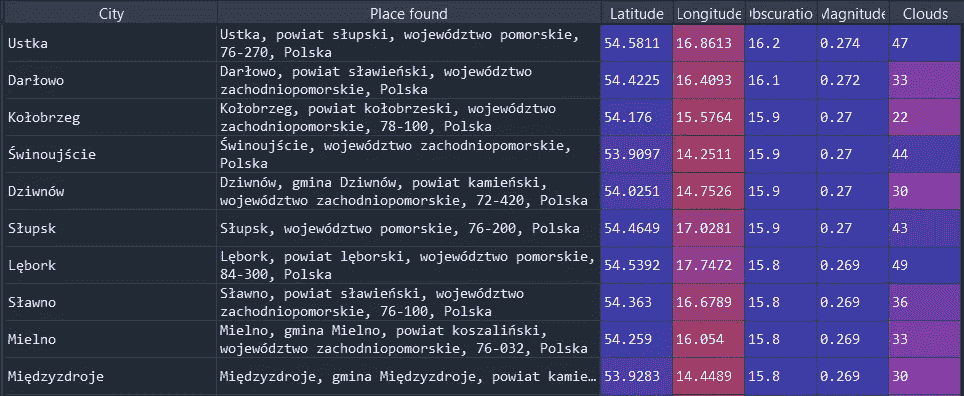 City Place found Latitude Longitude Obscuratio Magnitude Clouds
Ustka Ustka, powiat słupski, województwo pomorskie, 54.5811 16.8613 16.2 0.274 47
76-270, Polska
Darłowo Darłowo, powiat sławieński, województwo 54.4225 16.4093 16.1 0.272 33
zachodniopomorskie, Polska
Kołobrzeg Kołobrzeg, powiat kołobrzeski, województwo 54.176 15.5764 15.9 0.27 22
zachodniopomorskie, 78-100, Polska
Świnoujście Świnoujście, województwo zachodniopomorskie, 53.9097 14.2511 15.9 0.27 44
Polska
Dziwnów Dziwnów, gmina Dziwnów, powiat kamieński, 54.0251 14.7526 15.9 0.27 30
województwo zachodniopomorskie, 72-420, Polska
Słupsk Słupsk, województwo pomorskie, 76-200, Polska 54.4649 17.0281 15.9 0.27 43
Lębork Lębork, powiat lęborski, województwo pomorskie, 54.5392 17.7472 15.8 0.269 49
84-300, Polska
Sławno Sławno, powiat sławieński, województwo 54.363 16.6789 15.8 0.269 36
zachodniopomorskie, 76-100, Polska
Mielno Mielno, gmina Mielno, powiat koszaliński, 54.259 16.054 15.8 0.269 33
województwo zachodniopomorskie, 76-032, Polska
Międzyzdroje Międzyzdroje, gmina Międzyzdroje, powiat kamie… 53.9283 14.4489 15.8 0.269 30